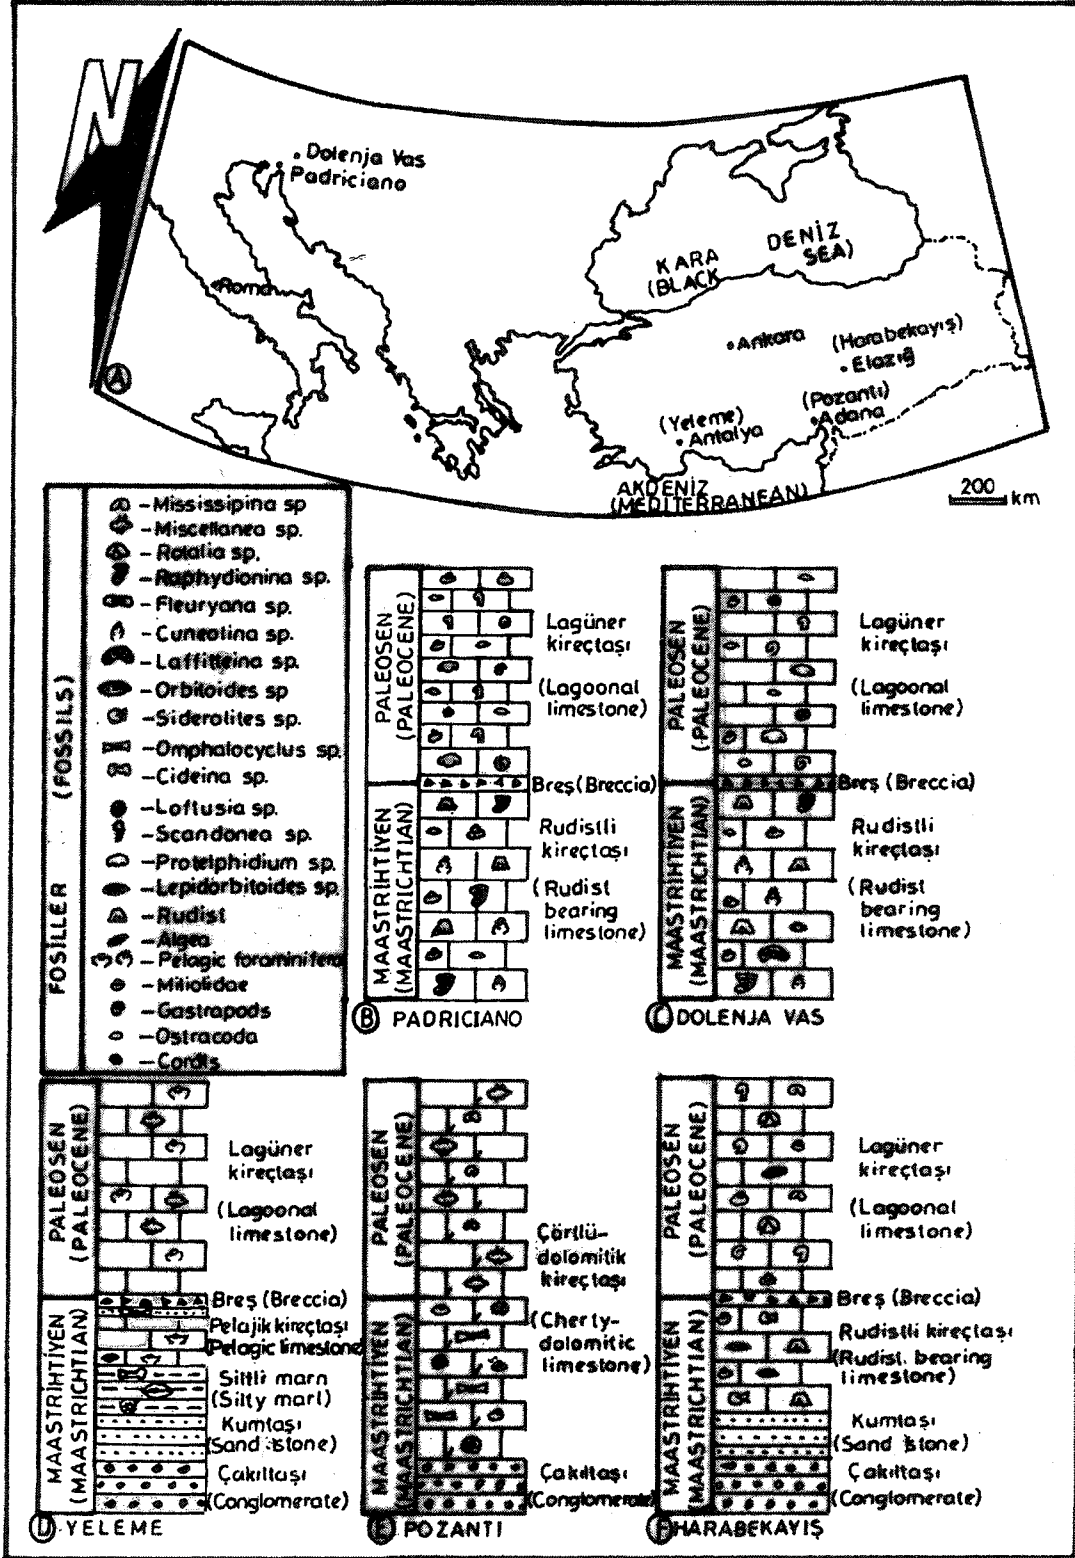 N
Dolenja Vas
Padriciano
Roma
KARA DENİZ
(BLACK SEA)
Ankara
(Harabekayış)
Elazığ
(Pozantı)
Adana
(Yeleme)
Antalya
AKDENİZ
(MEDITERRANEAN)
200 km
A
FOSİLLER (FOSSILS)
-Mississipina sp
-Miscellanea sp.
-Rotalia sp.
-Raphydionina sp.
-Fleuryana sp.
-Cuneolina sp.
-Laffitteina sp.
-Orbitoides sp
-Siderolites sp.
-Omphalocyclus sp.
-Cideina sp.
-Loftusia sp.
-Scandonea sp.
-Protelphidium sp.
-Lepidorbitoides sp.
-Rudist
-Algea
-Pelagic foraminifera
-Miliolidae
-Gastrapods
-Ostracoda
-Corals
PALEOSEN
(PALEOCENE)
MAASTRİHTİYEN
(MAASTRICHTIAN)
Lagüner
kireçtaşı
(Lagoonal
limestone)
Breş (Breccia)
Rudistli
kireçtaşı
(Rudist
bearing
limestone)
B PADRICIANO
PALEOSEN
(PALEOCENE)
MAASTRİHTİYEN
(MAASTRICHTIAN)
Lagüner
kireçtaşı
(Lagoonal
limestone)
Breş (Breccia)
Rudistli
kireçtaşı
(Rudist
bearing
limestone)
C DOLENJA VAS
PALEOSEN
(PALEOCENE)
MAASTRİHTİYEN
(MAASTRICHTIAN)
Lagüner
kireçtaşı
(Lagoonal
limestone)
Breş (Breccia)
Pelajik kireçtaşı
(Pelagic limestone)
Siltli marn
(Silty marl)
Kumtaşı
(Sand stone)
Çakıltaşı
(Conglomerate)
D YELEME
PALEOSEN
(PALEOCENE)
MAASTRİHTİYEN
(MAASTRICHTIAN)
Çörtlü-
dolomitik
kireçtaşı
(Cherty-
dolomitic
limestone)
Çakıltaşı
(Conglomerate)
E POZANTI
PALEOSEN
(PALEOCENE)
MAASTRİHTİYEN
(MAASTRICHTIAN)
Lagüner
kireçtaşı
(Lagoonal
limestone)
Breş (Breccia)
Rudistli kireçtaşı
(Rudist. bearing
limestone)
Kumtaşı
(Sand stone)
Çakıltaşı
(Conglomerate)
F HARABEKAYIŞ